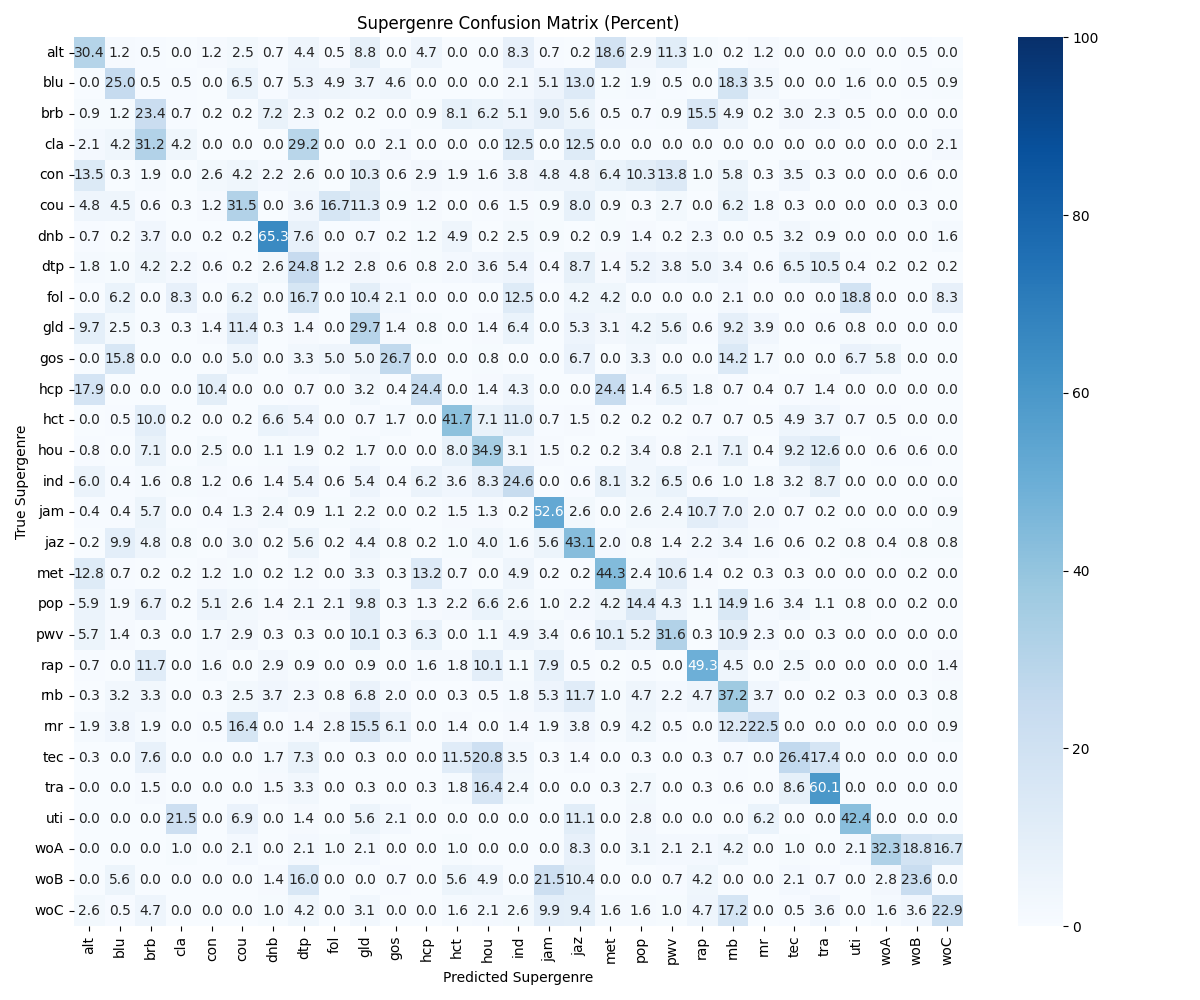 Supergenre Confusion Matrix (Percent)
alt 30.4 1.2 0.5 0.0 1.2 2.5 0.7 4.4 0.5 8.8 0.0 4.7 0.0 0.0 8.3 0.7 0.2 18.6 2.9 11.3 1.0 0.2 1.2 0.0 0.0 0.0 0.0 0.5 0.0
blu 0.0 25.0 0.5 0.5 0.0 6.5 0.7 5.3 4.9 3.7 4.6 0.0 0.0 0.0 2.1 5.1 13.0 1.2 1.9 0.5 0.0 18.3 3.5 0.0 0.0 1.6 0.0 0.5 0.9
brb 0.9 1.2 23.4 0.7 0.2 0.2 7.2 2.3 0.2 0.2 0.0 0.9 8.1 6.2 5.1 9.0 5.6 0.5 0.7 0.9 15.5 4.9 0.2 3.0 2.3 0.5 0.0 0.0 0.0
cla 2.1 4.2 31.2 4.2 0.0 0.0 0.0 29.2 0.0 0.0 2.1 0.0 0.0 0.0 12.5 0.0 12.5 0.0 0.0 0.0 0.0 0.0 0.0 0.0 0.0 0.0 0.0 0.0 2.1
con 13.5 0.3 1.9 0.0 2.6 4.2 2.2 2.6 0.0 10.3 0.6 2.9 1.9 1.6 3.8 4.8 4.8 6.4 10.3 13.8 1.0 5.8 0.3 3.5 0.3 0.0 0.0 0.6 0.0
cou 4.8 4.5 0.6 0.3 1.2 31.5 0.0 3.6 16.7 11.3 0.9 1.2 0.0 0.6 1.5 0.9 8.0 0.9 0.3 2.7 0.0 6.2 1.8 0.3 0.0 0.0 0.0 0.3 0.0
dnb 0.7 0.2 3.7 0.0 0.2 0.2 65.3 7.6 0.0 0.7 0.2 1.2 4.9 0.2 2.5 0.9 0.2 0.9 1.4 0.2 2.3 0.0 0.5 3.2 0.9 0.0 0.0 0.0 1.6
dtp 1.8 1.0 4.2 2.2 0.6 0.2 2.6 24.8 1.2 2.8 0.6 0.8 2.0 3.6 5.4 0.4 8.7 1.4 5.2 3.8 5.0 3.4 0.6 6.5 10.5 0.4 0.2 0.2 0.2
fol 0.0 6.2 0.0 8.3 0.0 6.2 0.0 16.7 0.0 10.4 2.1 0.0 0.0 0.0 12.5 0.0 4.2 4.2 0.0 0.0 0.0 2.1 0.0 0.0 0.0 18.8 0.0 0.0 8.3
gld 9.7 2.5 0.3 0.3 1.4 11.4 0.3 1.4 0.0 29.7 1.4 0.8 0.0 1.4 6.4 0.0 5.3 3.1 4.2 5.6 0.6 9.2 3.9 0.0 0.6 0.8 0.0 0.0 0.0
gos 0.0 15.8 0.0 0.0 0.0 5.0 0.0 3.3 5.0 5.0 26.7 0.0 0.0 0.8 0.0 0.0 6.7 0.0 3.3 0.0 0.0 14.2 1.7 0.0 0.0 6.7 5.8 0.0 0.0
hcp 17.9 0.0 0.0 0.0 10.4 0.0 0.0 0.7 0.0 3.2 0.4 24.4 0.0 1.4 4.3 0.0 0.0 24.4 1.4 6.5 1.8 0.7 0.4 0.7 1.4 0.0 0.0 0.0 0.0
hct 0.0 0.5 10.0 0.2 0.0 0.2 6.6 5.4 0.0 0.7 1.7 0.0 41.7 7.1 11.0 0.7 1.5 0.2 0.2 0.2 0.7 0.7 0.5 4.9 3.7 0.7 0.5 0.0 0.0
hou 0.8 0.0 7.1 0.0 2.5 0.0 1.1 1.9 0.2 1.7 0.0 0.0 8.0 34.9 3.1 1.5 0.2 0.2 3.4 0.8 2.1 7.1 0.4 9.2 12.6 0.0 0.6 0.6 0.0
ind 6.0 0.4 1.6 0.8 1.2 0.6 1.4 5.4 0.6 5.4 0.4 6.2 3.6 8.3 24.6 0.0 0.6 8.1 3.2 6.5 0.6 1.0 1.8 3.2 8.7 0.0 0.0 0.0 0.0
jam 0.4 0.4 5.7 0.0 0.4 1.3 2.4 0.9 1.1 2.2 0.0 0.2 1.5 1.3 0.2 52.6 2.6 0.0 2.6 2.4 10.7 7.0 2.0 0.7 0.2 0.0 0.0 0.0 0.9
jaz 0.2 9.9 4.8 0.8 0.0 3.0 0.2 5.6 0.2 4.4 0.8 0.2 1.0 4.0 1.6 5.6 43.1 2.0 0.8 1.4 2.2 3.4 1.6 0.6 0.2 0.8 0.4 0.8 0.8
met 12.8 0.7 0.2 0.2 1.2 1.0 0.2 1.2 0.0 3.3 0.3 13.2 0.7 0.0 4.9 0.2 0.2 44.3 2.4 10.6 1.4 0.2 0.3 0.3 0.0 0.0 0.0 0.2 0.0
pop 5.9 1.9 6.7 0.2 5.1 2.6 1.4 2.1 2.1 9.8 0.3 1.3 2.2 6.6 2.6 1.0 2.2 4.2 14.4 4.3 1.1 14.9 1.6 3.4 1.1 0.8 0.0 0.2 0.0
pwv 5.7 1.4 0.3 0.0 1.7 2.9 0.3 0.3 0.0 10.1 0.3 6.3 0.0 1.1 4.9 3.4 0.6 10.1 5.2 31.6 0.3 10.9 2.3 0.0 0.3 0.0 0.0 0.0 0.0
rap 0.7 0.0 11.7 0.0 1.6 0.0 2.9 0.9 0.0 0.9 0.0 1.6 1.8 10.1 1.1 7.9 0.5 0.2 0.5 0.0 49.3 4.5 0.0 2.5 0.0 0.0 0.0 0.0 1.4
rnb 0.3 3.2 3.3 0.0 0.3 2.5 3.7 2.3 0.8 6.8 2.0 0.0 0.3 0.5 1.8 5.3 11.7 1.0 4.7 2.2 4.7 37.2 3.7 0.0 0.2 0.3 0.0 0.3 0.8
rnr 1.9 3.8 1.9 0.0 0.5 16.4 0.0 1.4 2.8 15.5 6.1 0.0 1.4 0.0 1.4 1.9 3.8 0.9 4.2 0.5 0.0 12.2 22.5 0.0 0.0 0.0 0.0 0.0 0.9
tec 0.3 0.0 7.6 0.0 0.0 0.0 1.7 7.3 0.0 0.3 0.0 0.0 11.5 20.8 3.5 0.3 1.4 0.0 0.3 0.0 0.3 0.7 0.0 26.4 17.4 0.0 0.0 0.0 0.0
tra 0.0 0.0 1.5 0.0 0.0 0.0 1.5 3.3 0.0 0.3 0.0 0.3 1.8 16.4 2.4 0.0 0.0 0.3 2.7 0.0 0.3 0.6 0.0 8.6 60.1 0.0 0.0 0.0 0.0
uti 0.0 0.0 0.0 21.5 0.0 6.9 0.0 1.4 0.0 5.6 2.1 0.0 0.0 0.0 0.0 0.0 11.1 0.0 2.8 0.0 0.0 0.0 6.2 0.0 0.0 42.4 0.0 0.0 0.0
woA 0.0 0.0 0.0 1.0 0.0 2.1 0.0 2.1 1.0 2.1 0.0 0.0 1.0 0.0 0.0 0.0 8.3 0.0 3.1 2.1 2.1 4.2 0.0 1.0 0.0 2.1 32.3 18.8 16.7
woB 0.0 5.6 0.0 0.0 0.0 0.0 1.4 16.0 0.0 0.0 0.7 0.0 5.6 4.9 0.0 21.5 10.4 0.0 0.0 0.7 4.2 0.0 0.0 2.1 0.7 0.0 2.8 23.6 0.0
woC 2.6 0.5 4.7 0.0 0.0 0.0 1.0 4.2 0.0 3.1 0.0 0.0 1.6 2.1 2.6 9.9 9.4 1.6 1.6 1.0 4.7 17.2 0.0 0.5 3.6 0.0 1.6 3.6 22.9
alt blu brb cla con cou dnb dtp fol gld gos hcp hct hou ind jam jaz met pop pwv rap rnb rnr tec tra uti woA woB woC
Predicted Supergenre
True Supergenre
100
80
60
40
20
0